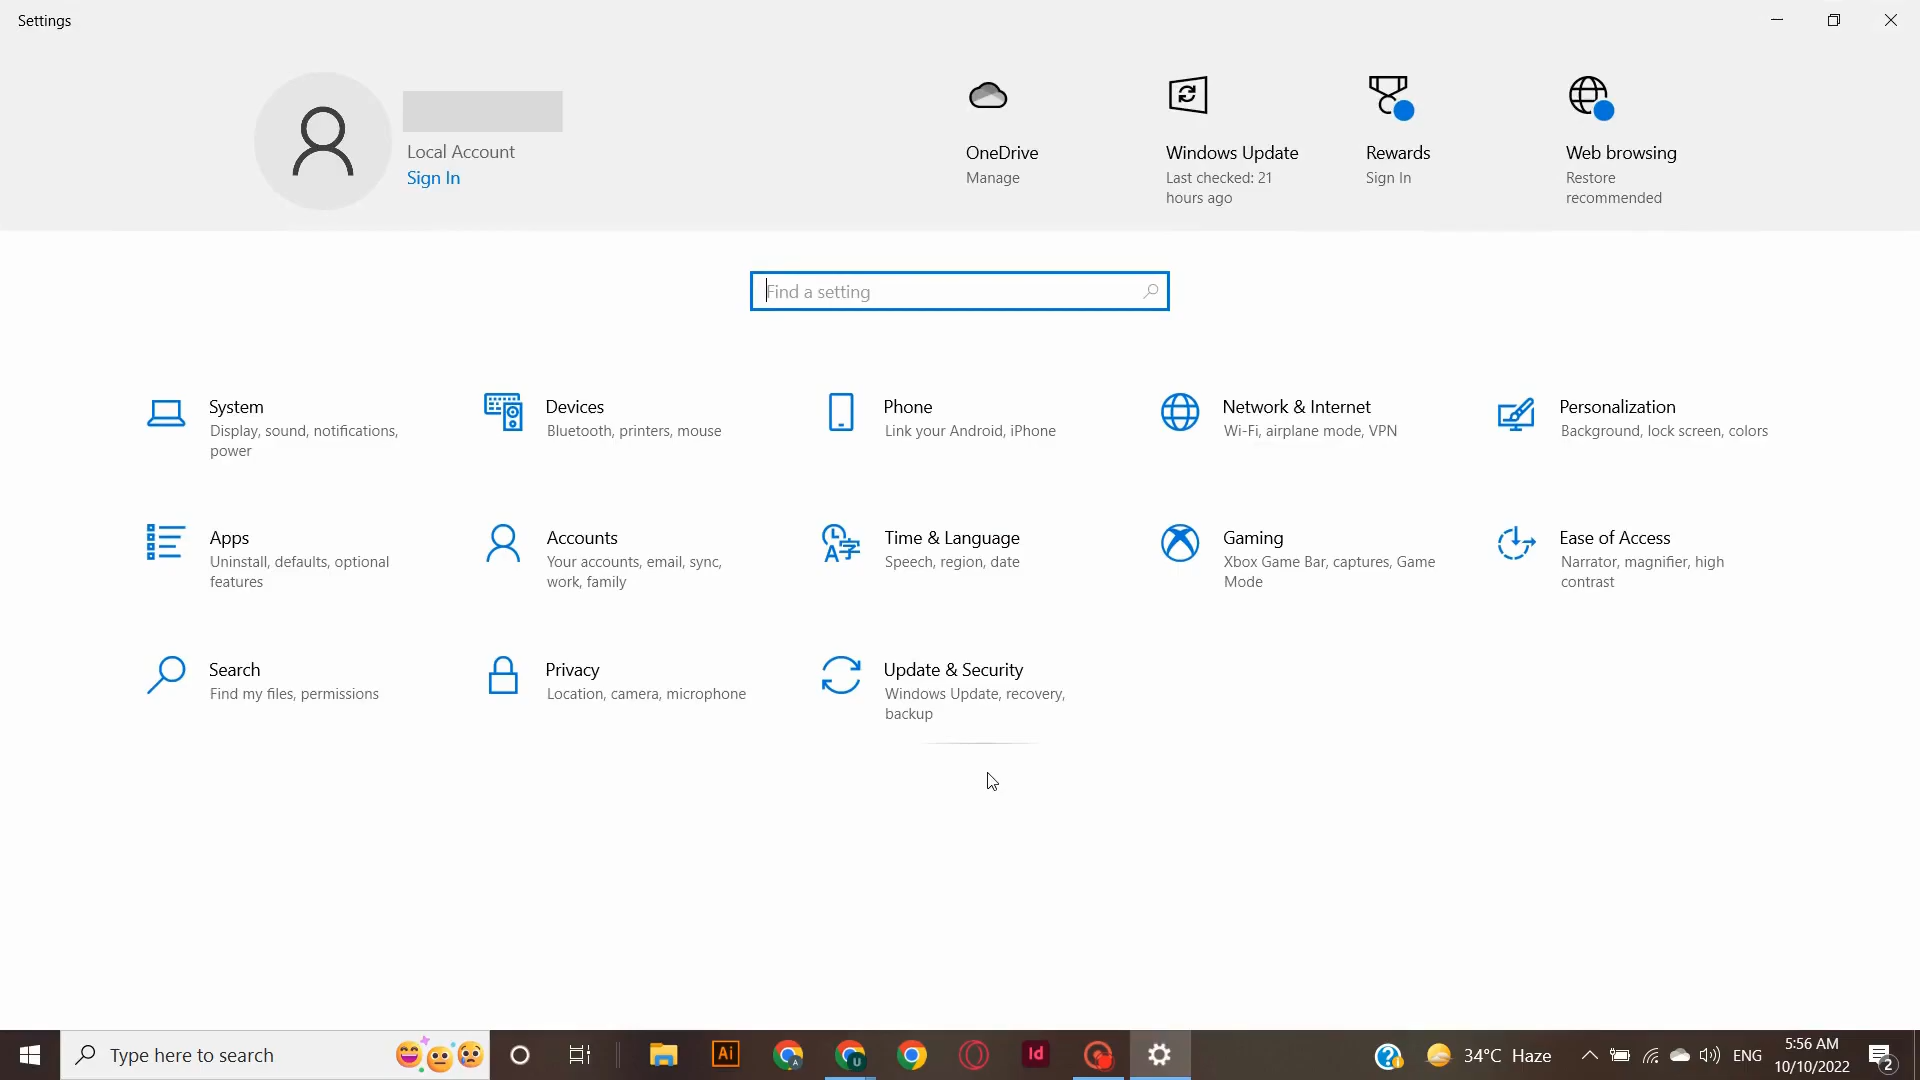 Settings
Local Account
Sign In
OneDrive
Manage
Windows Update
Last checked: 21
hours ago
Rewards
Sign In
Web browsing
Restore
recommended
Find a setting
System
Display, sound, notifications,
power
Devices
Bluetooth, printers, mouse
Phone
Link your Android, iPhone
Network & Internet
Wi-Fi, airplane mode, VPN
Personalization
Background, lock screen, colors
Apps
Uninstall, defaults, optional
features
Accounts
Your accounts, email, sync,
work, family
Time & Language
Speech, region, date
Gaming
Xbox Game Bar, captures, Game
Mode
Ease of Access
Narrator, magnifier, high
contrast
Search
Find my files, permissions
Privacy
Location, camera, microphone
Update & Security
Windows Update, recovery,
backup
Type here to search
Ai
A
U
Id
34°C Haze
ENG
5:56 AM
10/10/2022
2